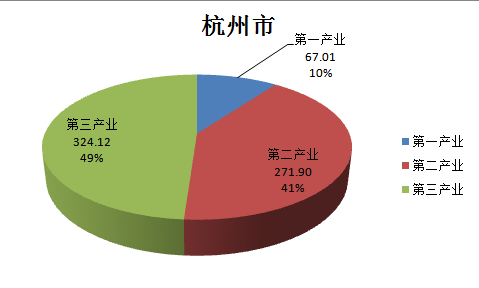 杭州市
第一产业
67.01
10%
第三产业
324.12
49%
第二产业
271.90
41%
第一产业
第二产业
第三产业